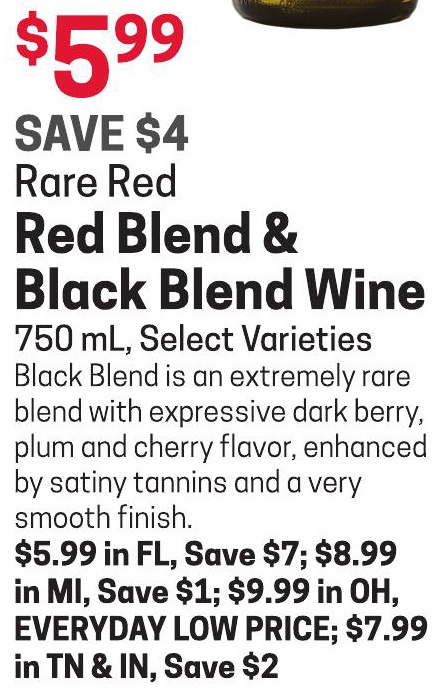 $5.99
SAVE $4
Rare Red
Red Blend &
Black Blend Wine
750 mL, Select Varieties
Black Blend is an extremely rare
blend with expressive dark berry,
plum and cherry flavor, enhanced
by satiny tannins and a very
smooth finish.
$5.99 in FL, Save $7; $8.99
in MI, Save $1; $9.99 in OH,
EVERYDAY LOW PRICE; $7.99
in TN & IN, Save $2